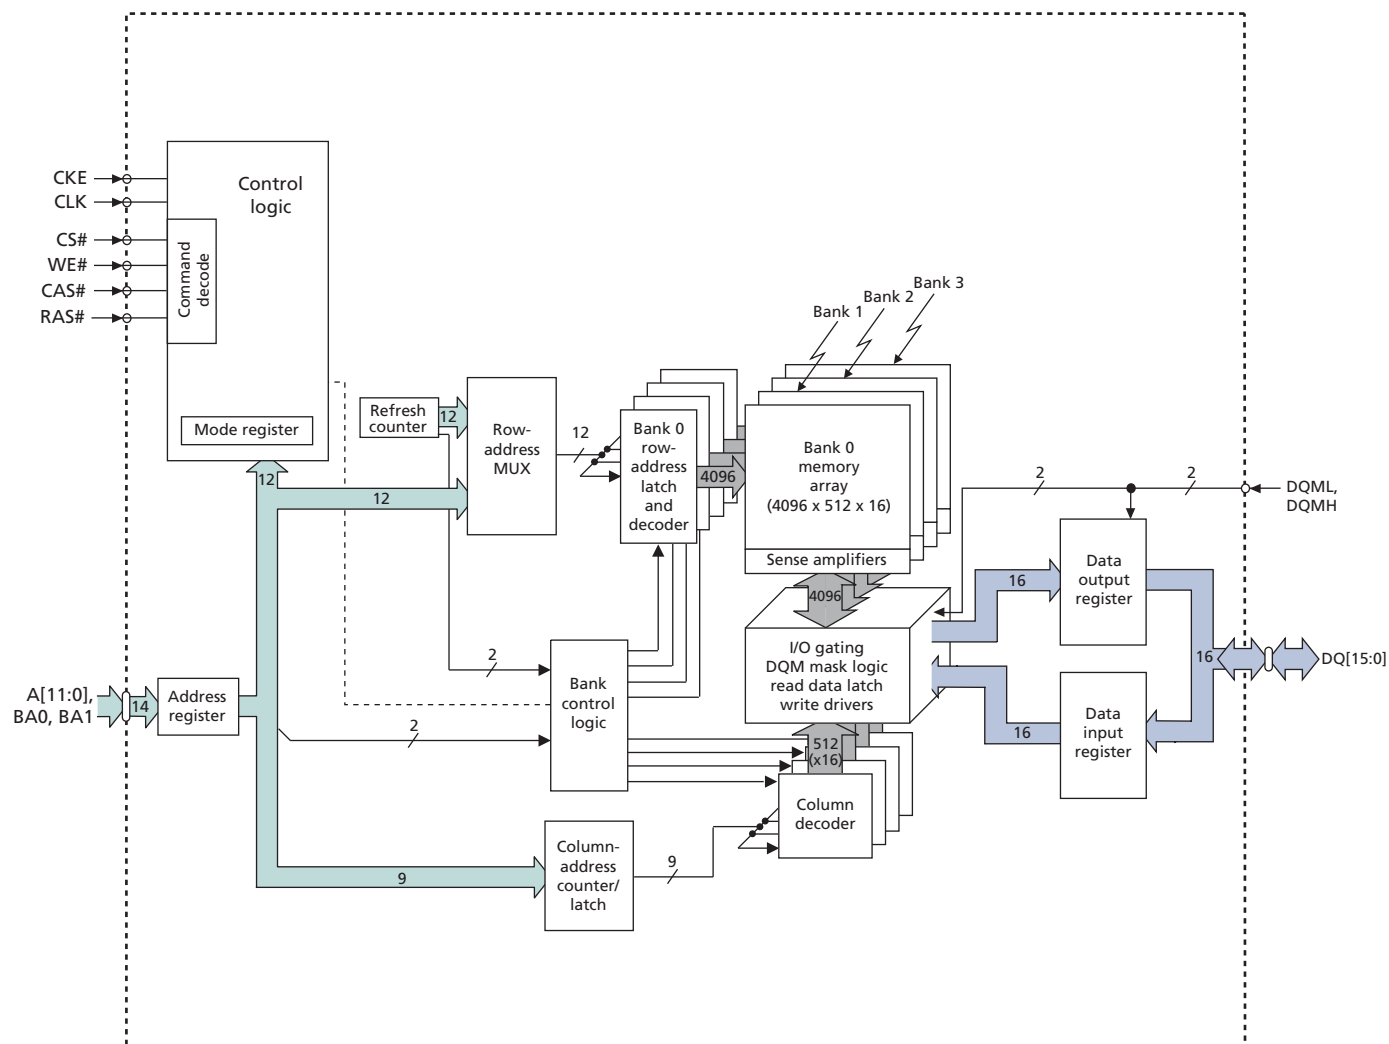 Control
logic
CKE
CLK
CS#
WE#
CAS#
RAS#
Command
decode
Mode register
Bank 3
Bank 2
Bank 1
Refresh
counter
12
Row-
address
MUX
12
Bank 0
row-
address
latch
and
decoder
4096
Bank 0
memory
array
(4096 x 512 x 16)
Sense amplifiers
12
12
2
2
DQML,
DQMH
4096
16
Data
output
register
I/O gating
DQM mask logic
read data latch
write drivers
16
DQ[15:0]
2
Bank
control
logic
A[11:0],
BA0, BA1
14
Address
register
2
16
Data
input
register
512
(x16)
Column
decoder
Column-
address
counter/
latch
9
9